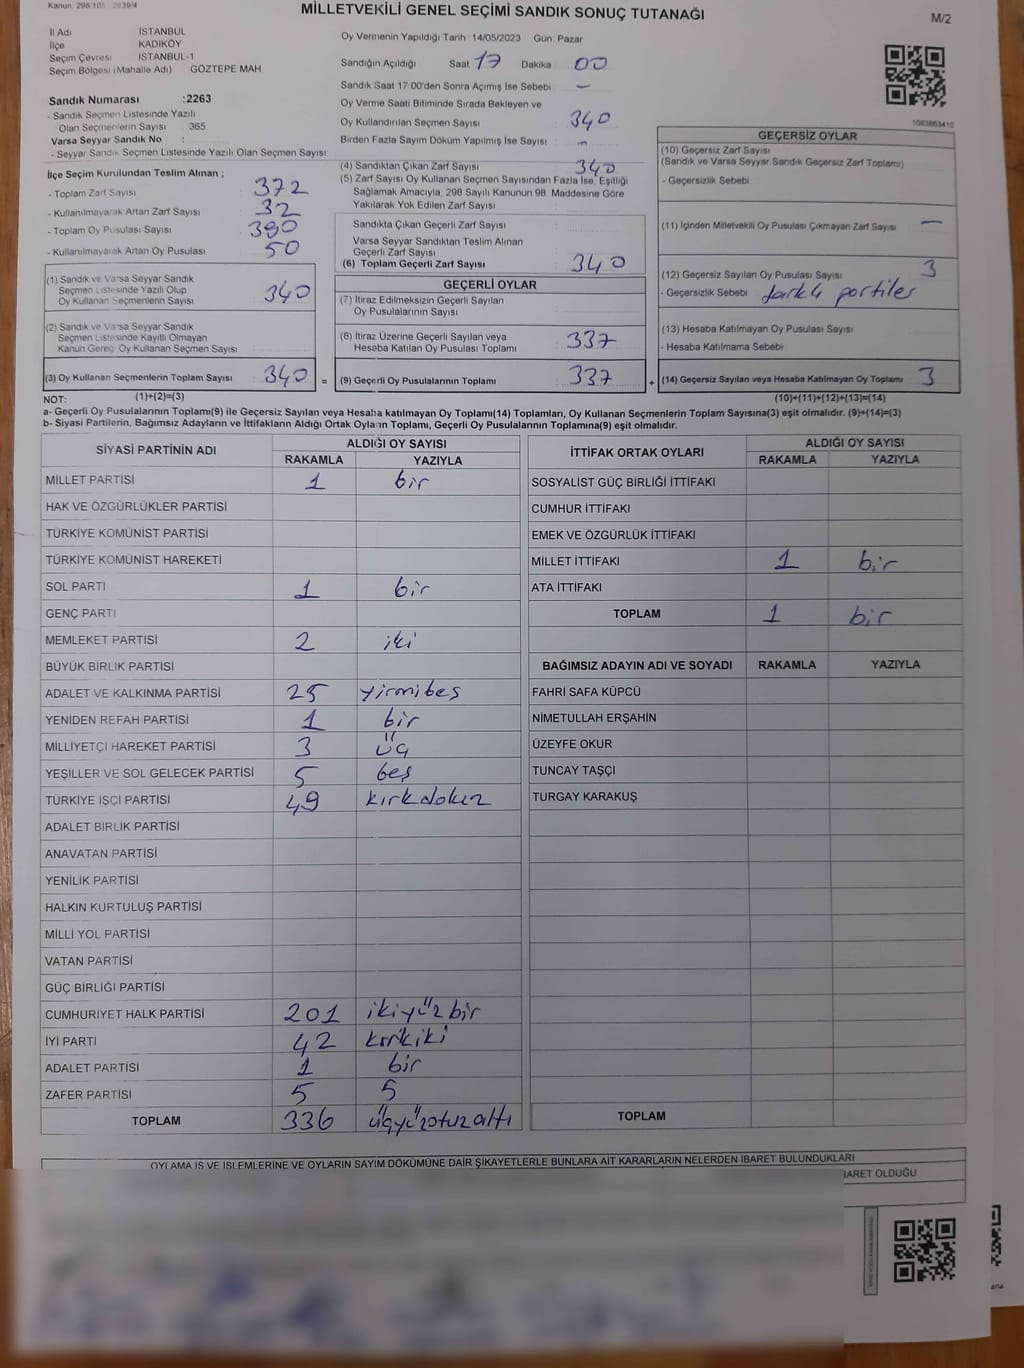 Kanun: 298/105 2839/4
MİLLETVEKİLİ GENEL SEÇİMİ SANDIK SONUÇ TUTANAĞI
M/2
İl Adı İSTANBUL
İlçe KADIKÖY
Seçim Çevresi İSTANBUL-1
Seçim Bölgesi (Mahalle Adı) GÖZTEPE MAH
Sandık Numarası :2263
- Sandık Seçmen Listesinde Yazılı
Olan Seçmenlerin Sayısı 365
Varsa Seyyar Sandık No :
- Seyyar Sandık Seçmen Listesinde Yazılı Olan Seçmen Sayısı:
İlçe Seçim Kurulundan Teslim Alınan ;
- Toplam Zarf Sayısı 372
- Kullanılmayarak Artan Zarf Sayısı 32
- Toplam Oy Pusulası Sayısı 390
- Kullanılmayarak Artan Oy Pusulası 50
(1) Sandık ve Varsa Seyyar Sandık
Seçmen Listesinde Yazılı Olup
Oy Kullanan Seçmenlerin Sayısı 340
(2) Sandık ve Varsa Seyyar Sandık
Seçmen Listesinde Kayıtlı Olmayan
Kanun Gereği Oy Kullanan Seçmen Sayısı
(3) Oy Kullanan Seçmenlerin Toplam Sayısı 340 =
(1)+(2)=(3)
Oy Vermenin Yapıldığı Tarih :14/05/2023 Gün: Pazar
Sandığın Açıldığı Saat 17 Dakika 00
Sandık Saat 17:00'den Sonra Açılmış İse Sebebi –
Oy Verme Saati Bitiminde Sırada Bekleyen ve
Oy Kullandırılan Seçmen Sayısı 340
Birden Fazla Sayım Döküm Yapılmış İse Sayısı –
(4) Sandıktan Çıkan Zarf Sayısı 340
(5) Zarf Sayısı Oy Kullanan Seçmen Sayısından Fazla İse, Eşitliği
Sağlamak Amacıyla, 298 Sayılı Kanunun 98. Maddesine Göre
Yakılarak Yok Edilen Zarf Sayısı
Sandıkta Çıkan Geçerli Zarf Sayısı
Varsa Seyyar Sandıktan Teslim Alınan
Geçerli Zarf Sayısı
(6) Toplam Geçerli Zarf Sayısı 340
GEÇERLİ OYLAR
(7) İtiraz Edilmeksizin Geçerli Sayılan
Oy Pusulalarının Sayısı
(8) İtiraz Üzerine Geçerli Sayılan veya
Hesaba Katılan Oy Pusulası Toplamı 337
(9) Geçerli Oy Pusulalarının Toplamı 337 +
1083663410
GEÇERSİZ OYLAR
(10) Geçersiz Zarf Sayısı
(Sandık ve Varsa Seyyar Sandık Geçersiz Zarf Toplamı)
- Geçersizlik Sebebi
(11) İçinden Milletvekili Oy Pusulası Çıkmayan Zarf Sayısı –
(12) Geçersiz Sayılan Oy Pusulası Sayısı 3
- Geçersizlik Sebebi farklı partiler
(13) Hesaba Katılmayan Oy Pusulası Sayısı
- Hesaba Katılmama Sebebi
(14) Geçersiz Sayılan veya Hesaba Katılmayan Oy Toplamı 3
(10)+(11)+(12)+(13)=(14)
NOT:
a- Geçerli Oy Pusulalarının Toplamı(9) ile Geçersiz Sayılan veya Hesaba katılmayan Oy Toplamı(14) Toplamları, Oy Kullanan Seçmenlerin Toplam Sayısına(3) eşit olmalıdır. (9)+(14)=(3)
b- Siyasi Partilerin, Bağımsız Adayların ve İttifakların Aldığı Ortak Oyların Toplamı, Geçerli Oy Pusulalarının Toplamına(9) eşit olmalıdır.
SİYASİ PARTİNİN ADI ALDIĞI OY SAYISI
RAKAMLA YAZIYLA
MİLLET PARTİSİ 1 bir
HAK VE ÖZGÜRLÜKLER PARTİSİ
TÜRKİYE KOMÜNİST PARTİSİ
TÜRKİYE KOMÜNİST HAREKETİ
SOL PARTİ 1 bir
GENÇ PARTİ
MEMLEKET PARTİSİ 2 iki
BÜYÜK BİRLİK PARTİSİ
ADALET VE KALKINMA PARTİSİ 25 yirmibeş
YENİDEN REFAH PARTİSİ 1 bir
MİLLİYETÇİ HAREKET PARTİSİ 3 üç
YEŞİLLER VE SOL GELECEK PARTİSİ 5 beş
TÜRKİYE İŞÇİ PARTİSİ 49 kırkdokuz
ADALET BİRLİK PARTİSİ
ANAVATAN PARTİSİ
YENİLİK PARTİSİ
HALKIN KURTULUŞ PARTİSİ
MİLLİ YOL PARTİSİ
VATAN PARTİSİ
GÜÇ BİRLİĞİ PARTİSİ
CUMHURİYET HALK PARTİSİ 201 ikiyüzbir
İYİ PARTİ 42 kırkiki
ADALET PARTİSİ 1 bir
ZAFER PARTİSİ 5 5
TOPLAM 336 üçyüzotuzaltı
İTTİFAK ORTAK OYLARI ALDIĞI OY SAYISI
RAKAMLA YAZIYLA
SOSYALİST GÜÇ BİRLİĞİ İTTİFAKI
CUMHUR İTTİFAKI
EMEK VE ÖZGÜRLÜK İTTİFAKI
MİLLET İTTİFAKI 1 bir
ATA İTTİFAKI
TOPLAM 1 bir
BAĞIMSIZ ADAYIN ADI VE SOYADI RAKAMLA YAZIYLA
FAHRİ SAFA KÜPCÜ
NİMETULLAH ERŞAHİN
ÜZEYFE OKUR
TUNCAY TAŞÇI
TURGAY KARAKUŞ
TOPLAM
OYLAMA İŞ VE İŞLEMLERİNE VE OYLARIN SAYIM DÖKÜMÜNE DAİR ŞİKAYETLERLE BUNLARA AİT KARARLARIN NELERDEN İBARET BULUNDUKLARI
İBARET OLDUĞU